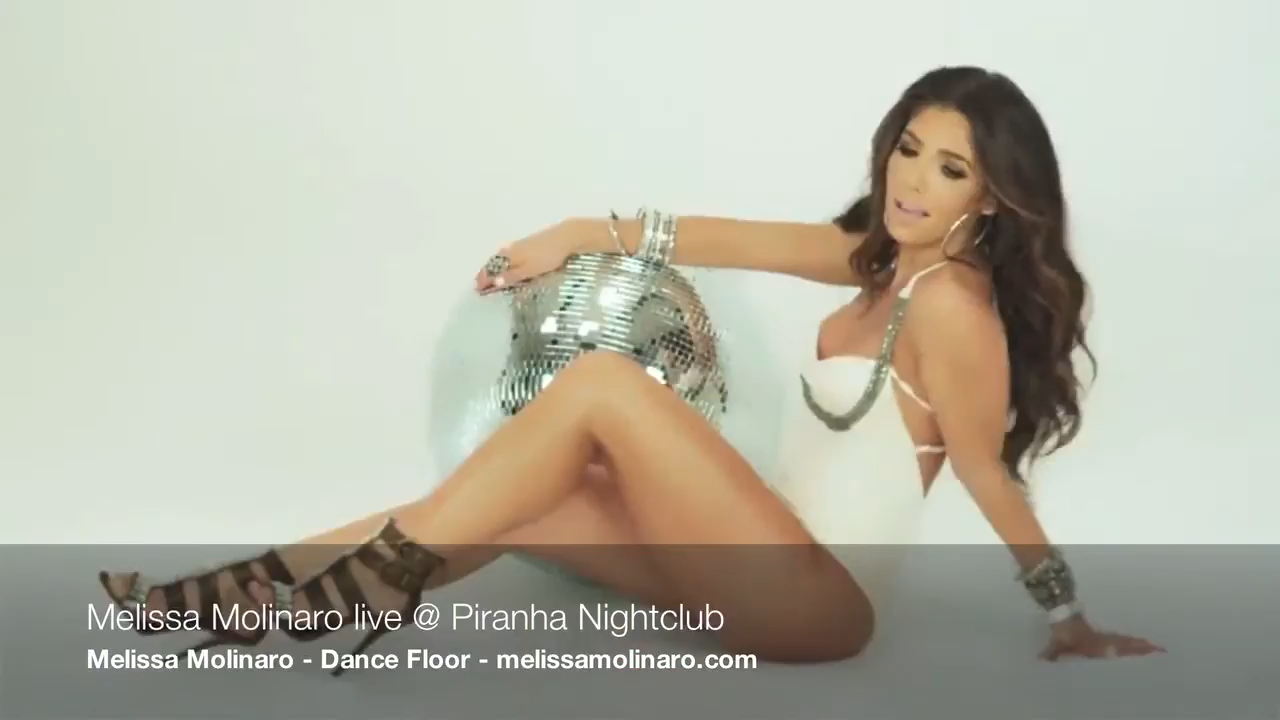 Melissa Molinaro live @ Piranha Nightclub
Melissa Molinaro - Dance Floor - melissamolinaro.com